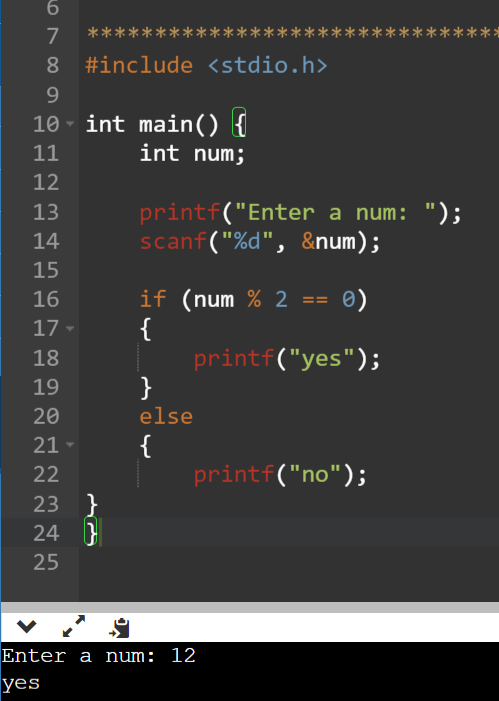 6
7 *******************************
8 #include <stdio.h>
9
10 int main() {
11     int num;
12
13     printf("Enter a num: ");
14     scanf("%d", &num);
15
16     if (num % 2 == 0)
17     {
18         printf("yes");
19     }
20     else
21     {
22         printf("no");
23 }
24 }
25
Enter a num: 12
yes